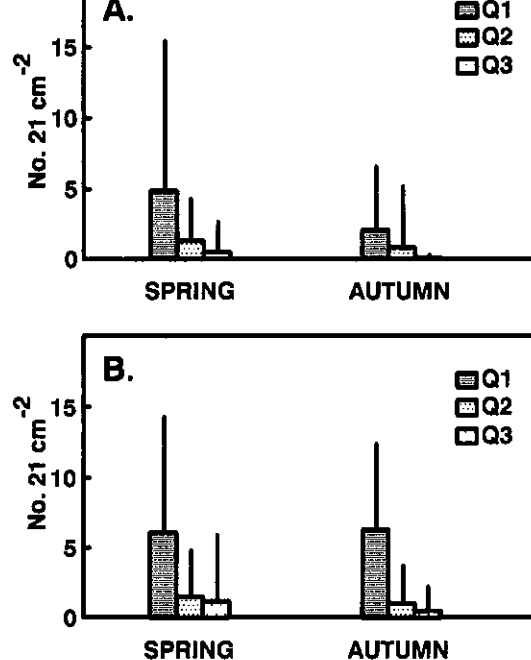 A.
Q1
Q2
Q3
No. 21 cm⁻²
15
10
5
0
SPRING AUTUMN
B.
Q1
Q2
Q3
No. 21 cm⁻²
15
10
5
0
SPRING AUTUMN